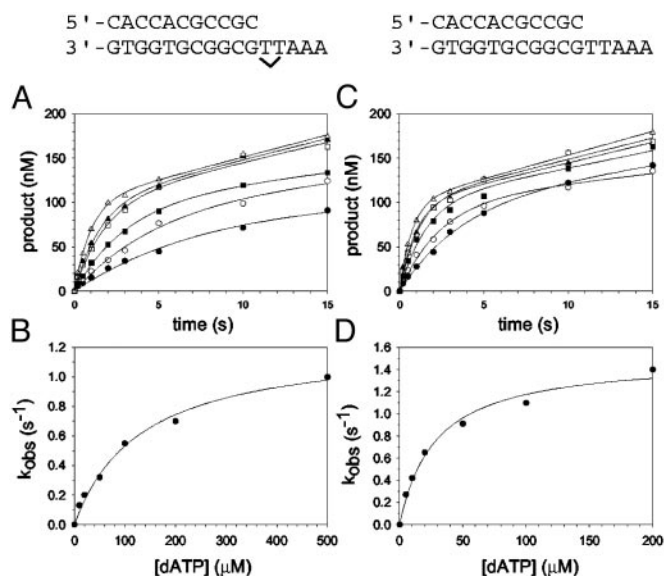 5'-CACCACGCCGC
3'-GTGGTGCGGCGTTAAA
5'-CACCACGCCGC
3'-GTGGTGCGGCGTTAAA
A
200
150
100
50
0
product (nM)
0 5 10 15
time (s)
C
200
150
100
50
0
product (nM)
0 5 10 15
time (s)
B
1.2
1.0
0.8
0.6
0.4
0.2
0.0
kobs (s⁻¹)
0 100 200 300 400 500
[dATP] (μM)
D
1.6
1.4
1.2
1.0
0.8
0.6
0.4
0.2
0.0
kobs (s⁻¹)
0 50 100 150 200
[dATP] (μM)